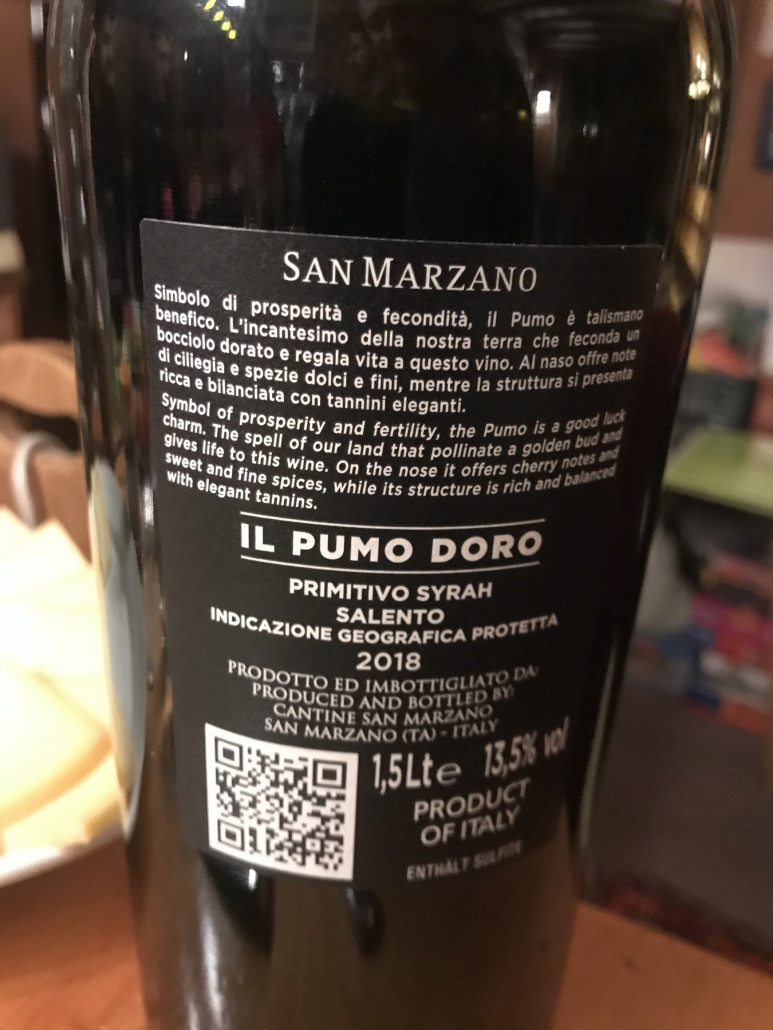 SAN MARZANO
Simbolo di prosperità e fecondità, il Pumo è talismano
benefico. L'incantesimo della nostra terra che feconda un
bocciolo dorato e regala vita a questo vino. Al naso offre note
di ciliegia e spezie dolci e fini, mentre la struttura si presenta
ricca e bilanciata con tannini eleganti.
Symbol of prosperity and fertility, the Pumo is a good luck
charm. The spell of our land that pollinate a golden bud and
gives life to this wine. On the nose it offers cherry notes and
sweet and fine spices, while its structure is rich and balanced
with elegant tannins.
IL PUMO DORO
PRIMITIVO SYRAH
SALENTO
INDICAZIONE GEOGRAFICA PROTETTA
2018
PRODOTTO ED IMBOTTIGLIATO DA:
PRODUCED AND BOTTLED BY:
CANTINE SAN MARZANO
SAN MARZANO (TA) - ITALY
1,5Lt e 13,5% vol
PRODUCT
OF ITALY
ENTHÄLT SULFITE